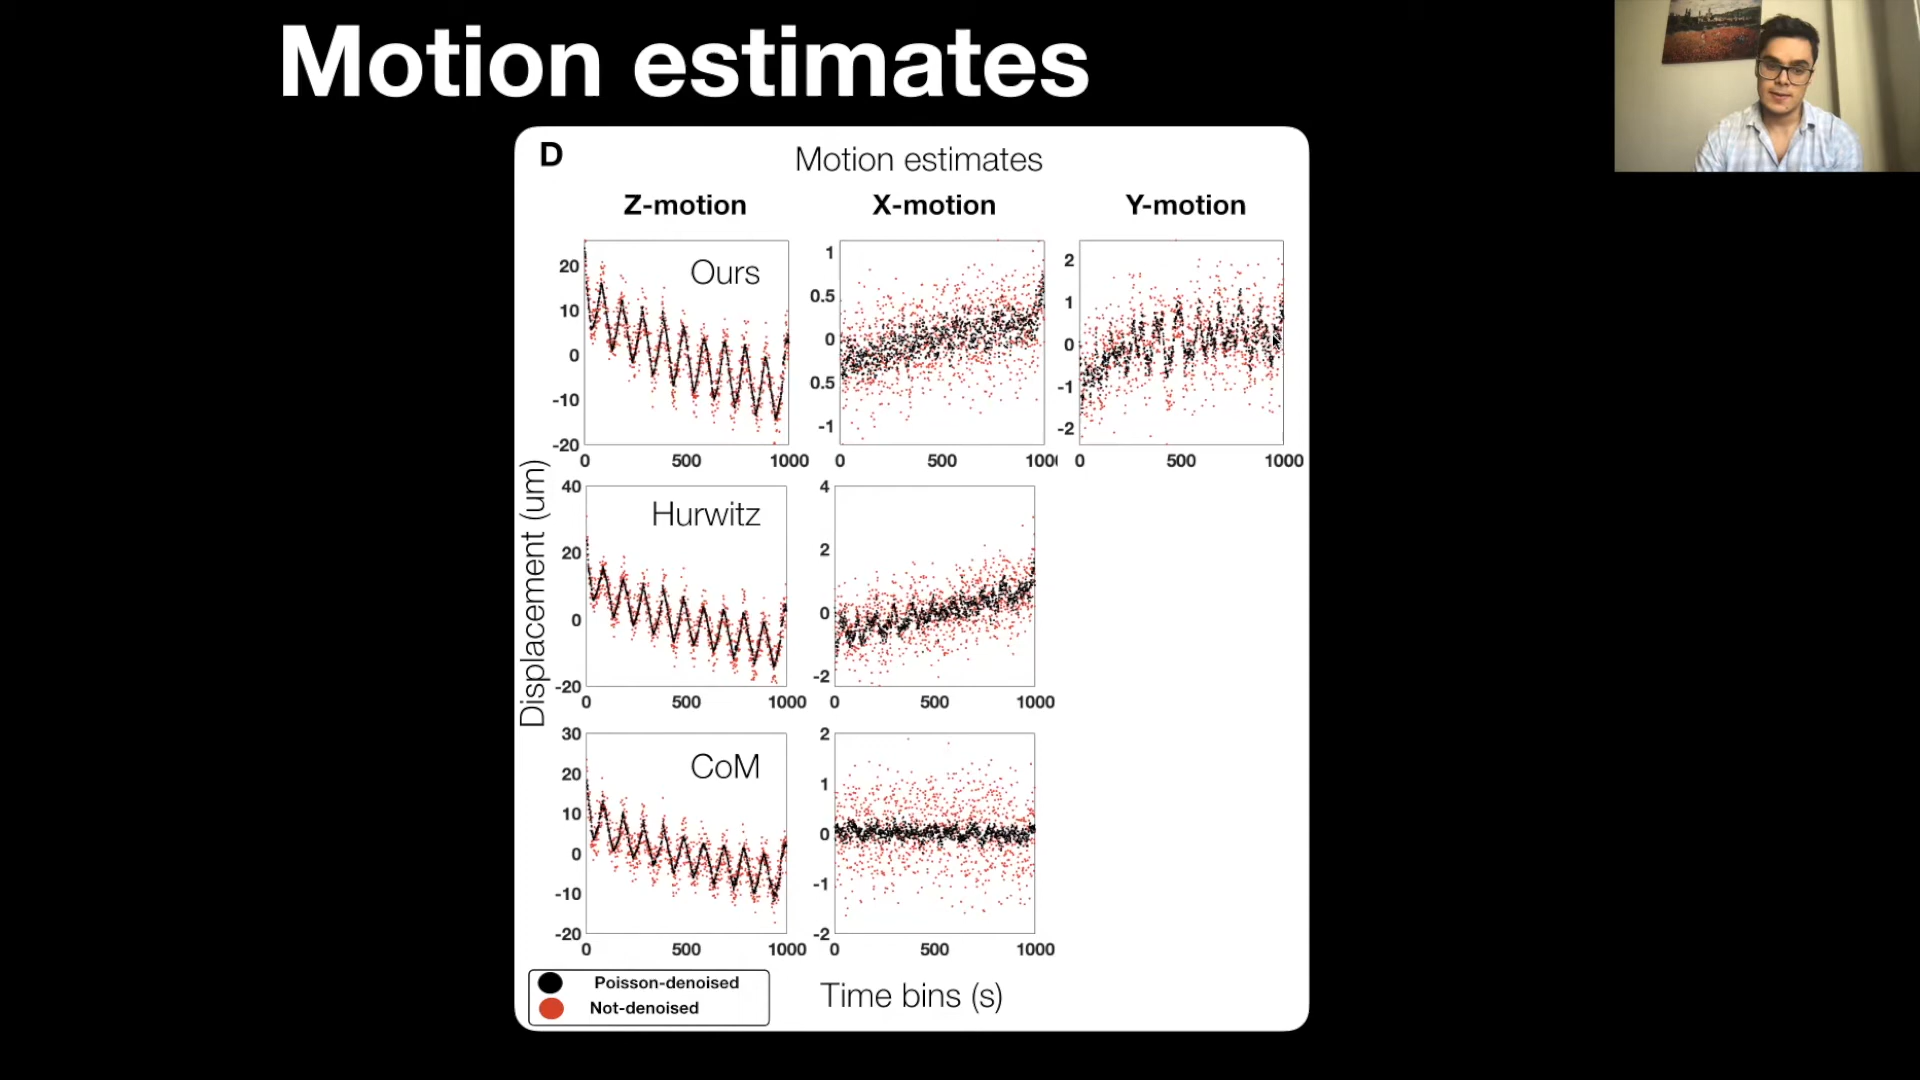 Motion estimates
D
Motion estimates
Z-motion X-motion Y-motion
Ours
20
10
0
-10
-20
0 500 1000
1
0.5
0
0.5
-1
0 500 100
2
1
0
-1
-2
0 500 1000
Displacement (um)
Hurwitz
40
20
0
-20
0 500 1000
4
2
0
-2
0 500 1000
CoM
30
20
10
0
-10
-20
0 500 1000
2
1
0
-1
-2
0 500 1000
Poisson-denoised
Not-denoised
Time bins (s)